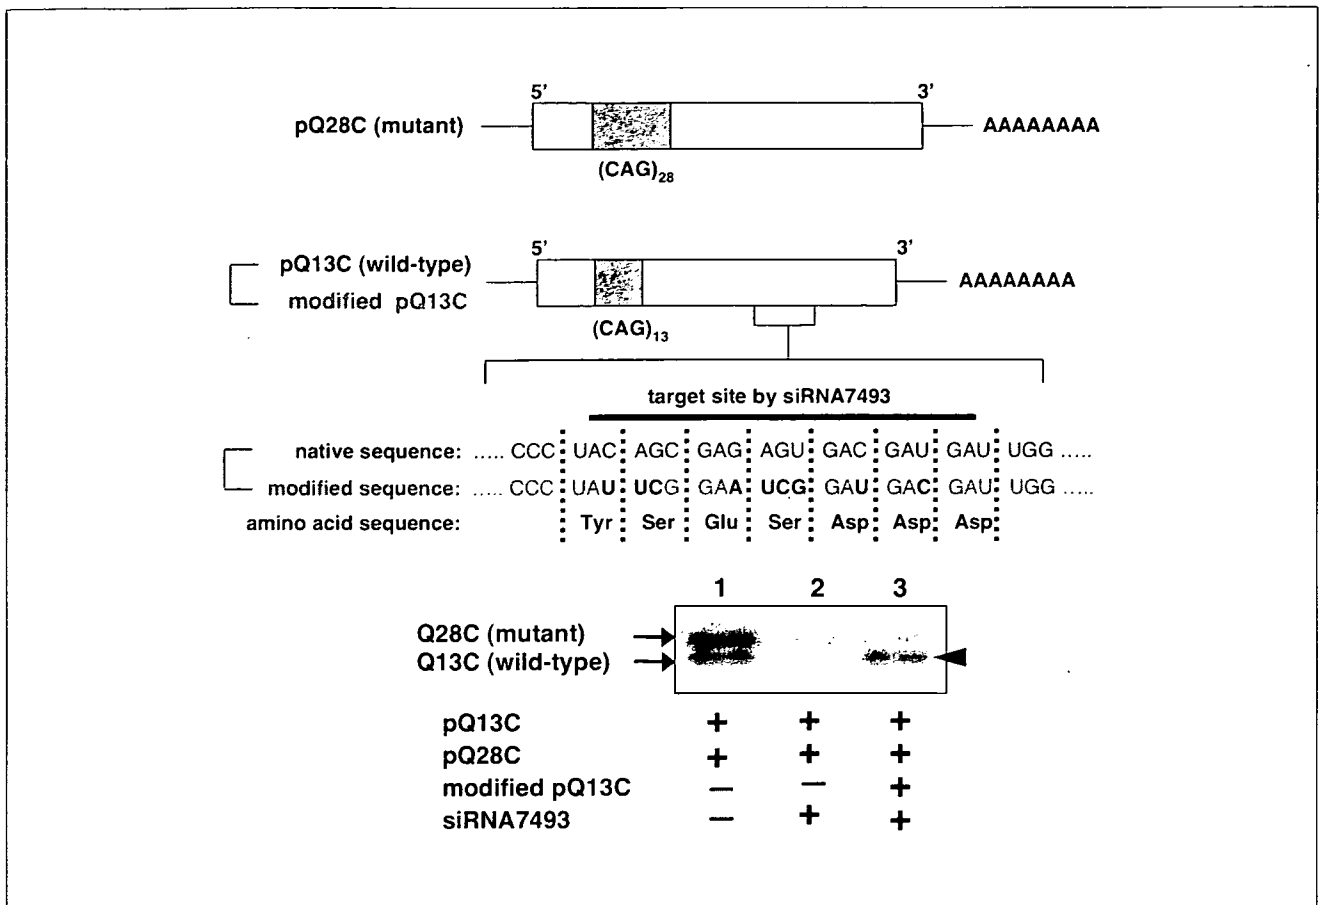 5' 3'
pQ28C (mutant) AAAAAAAA
(CAG)28
5' 3'
pQ13C (wild-type) AAAAAAAA
modified pQ13C
(CAG)13
target site by siRNA7493
native sequence: ..... CCC UAC AGC GAG AGU GAC GAU GAU UGG .....
modified sequence: ..... CCC UAU UCG GAA UCG GAU GAC GAU UGG .....
amino acid sequence: Tyr Ser Glu Ser Asp Asp Asp
1 2 3
Q28C (mutant)
Q13C (wild-type)
pQ13C + + +
pQ28C + + +
modified pQ13C − − +
siRNA7493 − + +